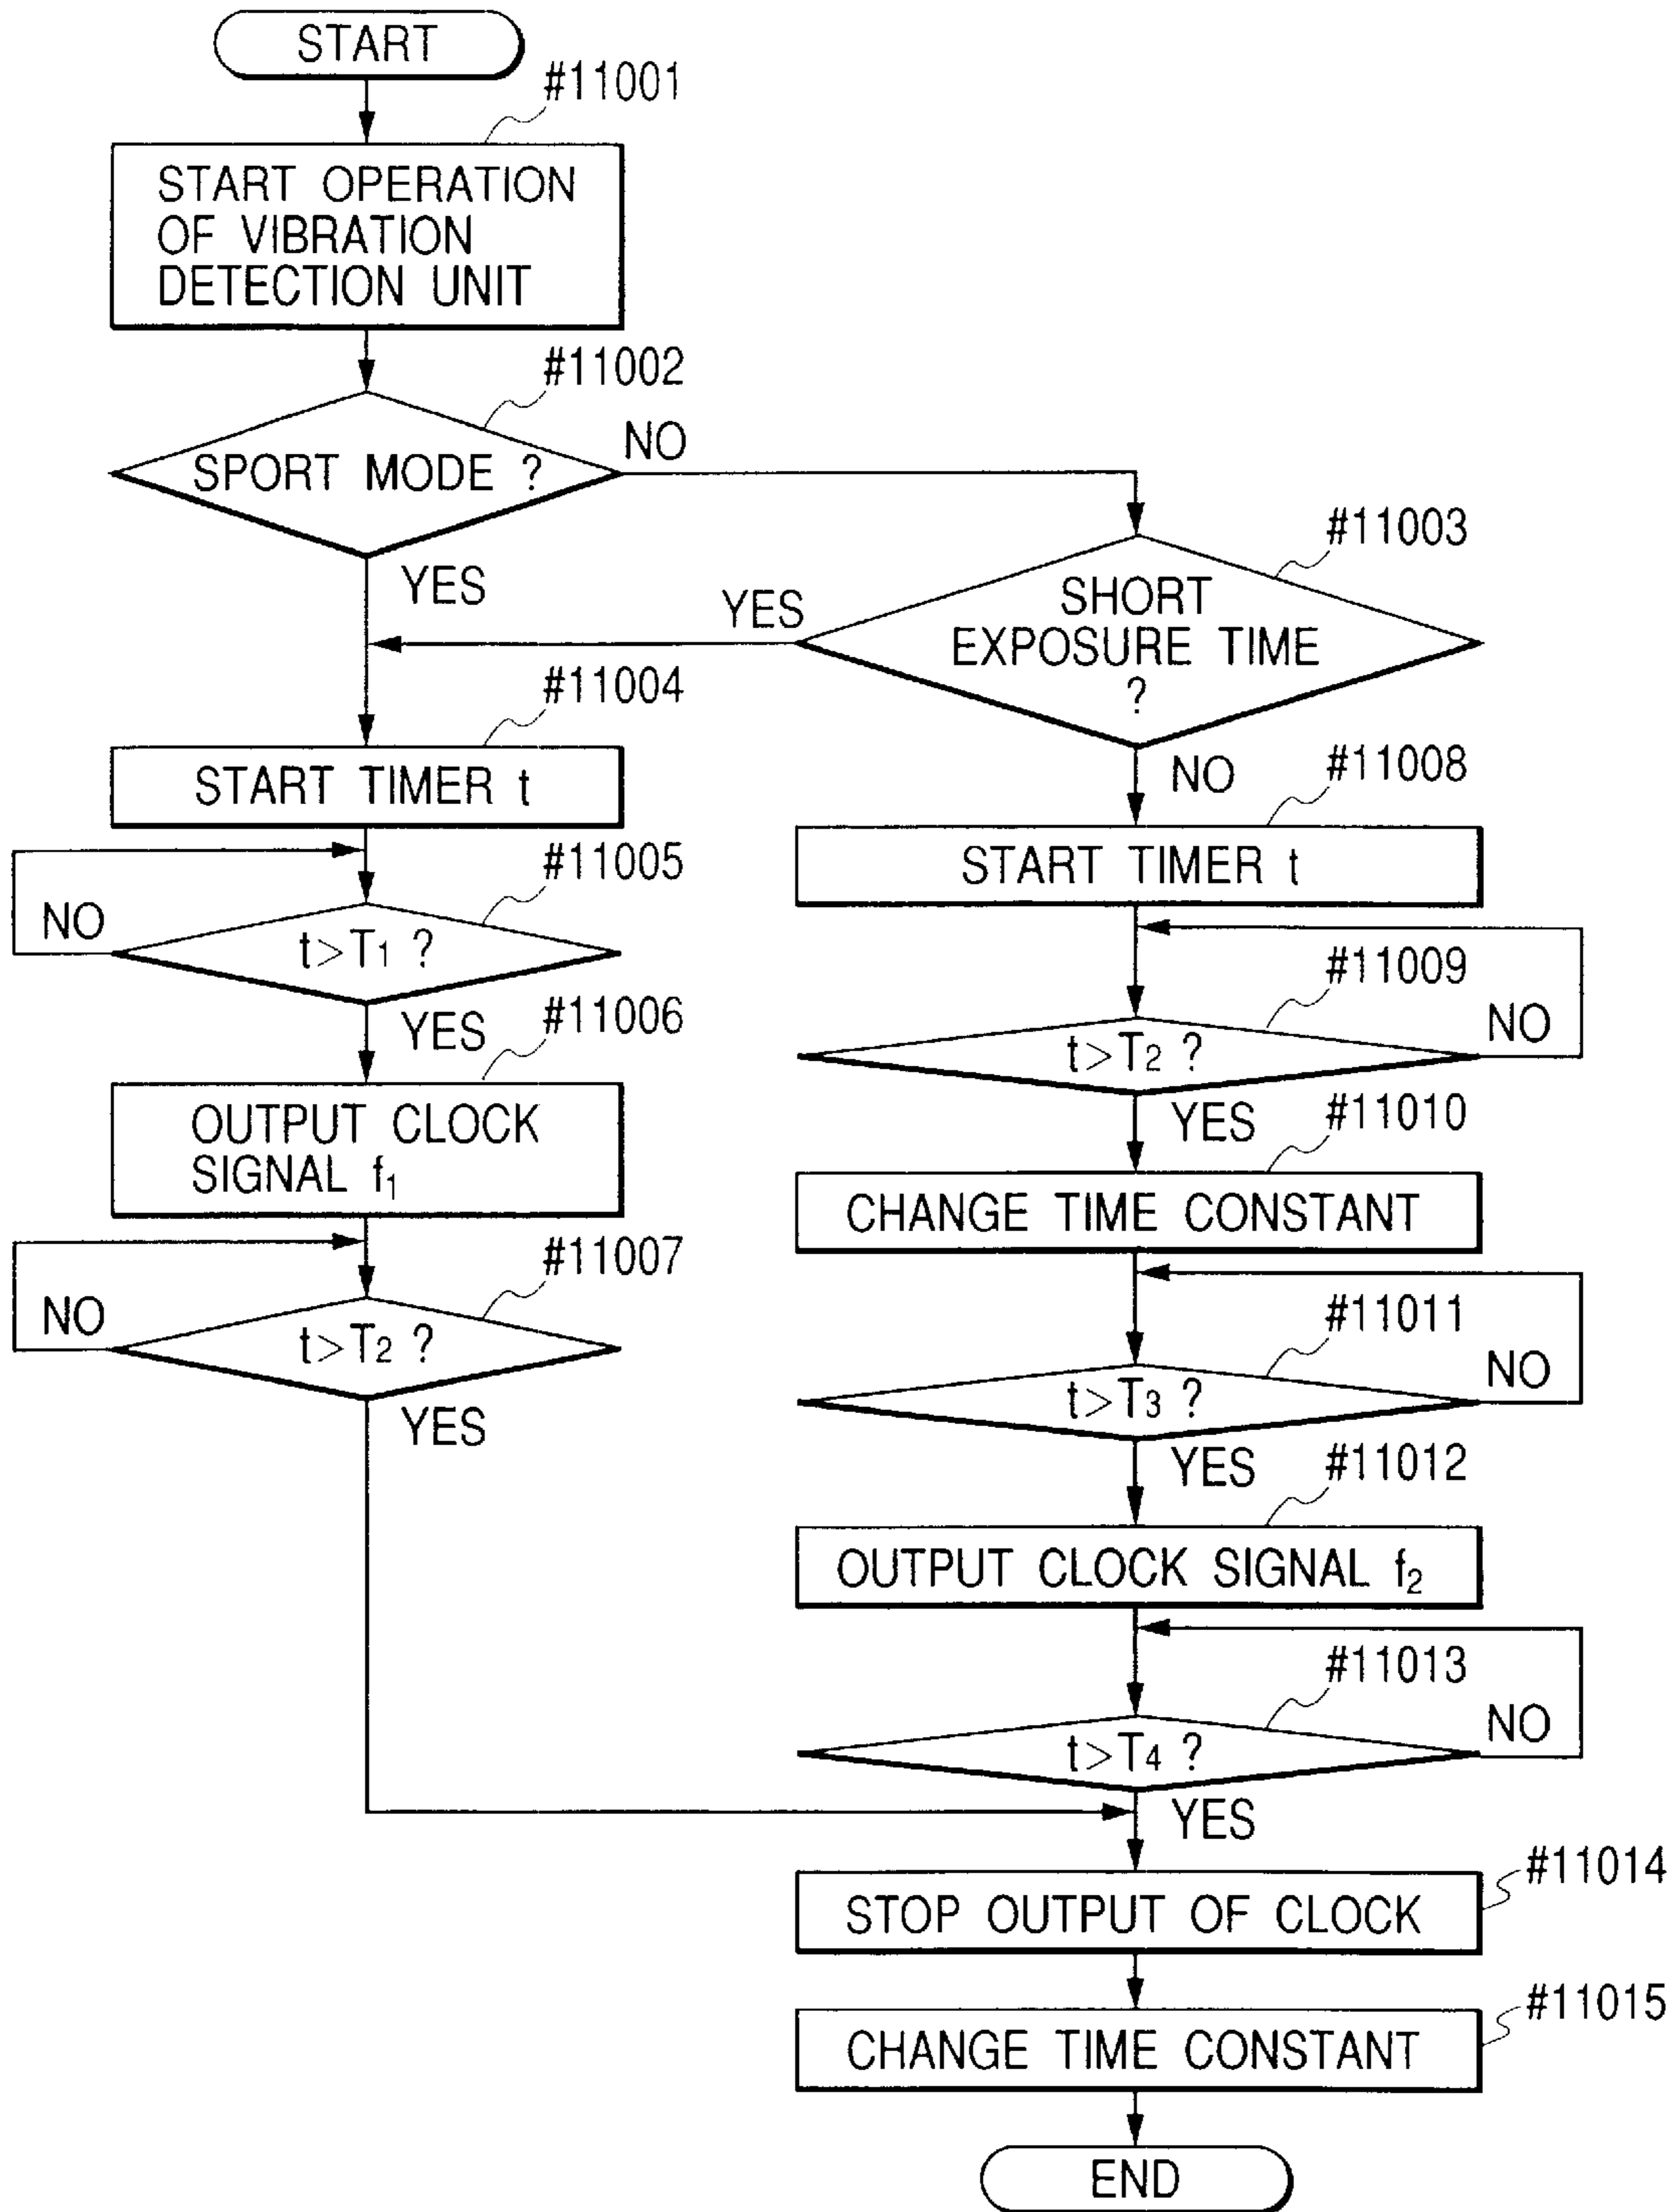 START
#11001
START OPERATION
OF VIBRATION
DETECTION UNIT
#11002
SPORT MODE ?
NO
YES
#11003
SHORT
EXPOSURE TIME
?
YES
NO
#11004
START TIMER t
#11005
t>T1 ?
NO
YES
#11006
OUTPUT CLOCK
SIGNAL f1
#11007
t>T2 ?
NO
YES
#11008
START TIMER t
#11009
t>T2 ?
NO
YES
#11010
CHANGE TIME CONSTANT
#11011
t>T3 ?
NO
YES
#11012
OUTPUT CLOCK SIGNAL f2
#11013
t>T4 ?
NO
YES
#11014
STOP OUTPUT OF CLOCK
#11015
CHANGE TIME CONSTANT
END